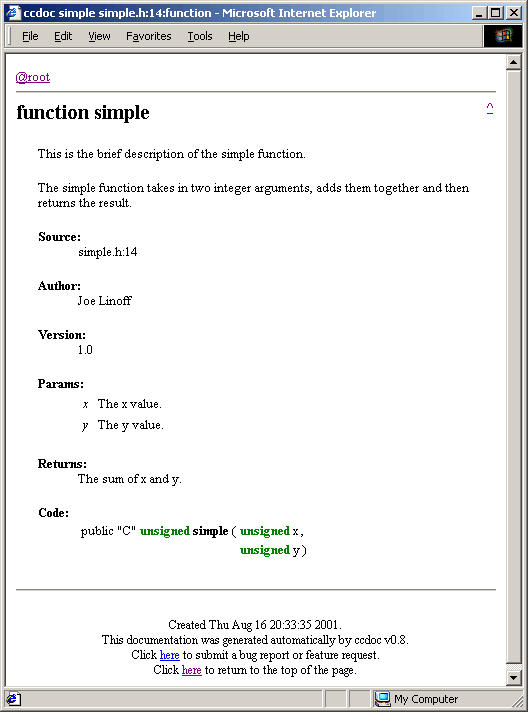 ccdoc simple simple.h:14:function - Microsoft Internet Explorer
File Edit View Favorites Tools Help
@root
function simple ^
This is the brief description of the simple function.
The simple function takes in two integer arguments, adds them together and then
returns the result.
Source:
simple.h:14
Author:
Joe Linoff
Version:
1.0
Params:
x The x value.
y The y value.
Returns:
The sum of x and y.
Code:
public "C" unsigned simple ( unsigned x ,
unsigned y )
Created Thu Aug 16 20:33:35 2001.
This documentation was generated automatically by ccdoc v0.8.
Click here to submit a bug report or feature request.
Click here to return to the top of the page.
My Computer